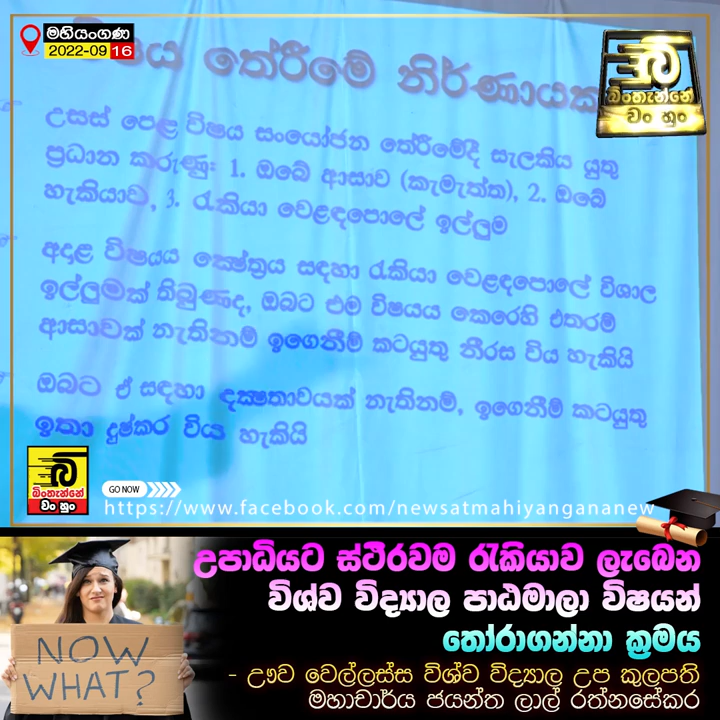 මහියංගණ
2022-09 16
තේරීමේ නිර්ණායක
බිංතැන්නේ
වං හුං
උසස් පෙළ විෂය සංයෝජන තේරීමේදී සැලකිය යුතු
ප්‍රධාන කරුණු: 1. ඔබේ ආසාව (කැමැත්ත), 2. ඔබේ
හැකියාව, 3. රැකියා වෙළඳපොලේ ඉල්ලුම
අදාළ විෂයය ක්‍ෂේත්‍රය සඳහා රැකියා වෙළඳපොලේ විශාල
ඉල්ලුමක් තිබුණද, ඔබට එම විෂයය කෙරෙහි එතරම්
ආසාවක් නැතිනම් ඉගෙනීම් කටයුතු නීරස විය හැකියි
ඔබට ඒ සඳහා දක්‍ෂතාවයක් නැතිනම්, ඉගෙනීම් කටයුතු
ඉතා දුෂ්කර විය හැකියි
බිංතැන්නේ
වං හුං
GO NOW
https://www.facebook.com/newsatmahiyangananew
උපාධියට ස්ථිරවම රැකියාව ලැබෙන
විශ්ව විද්‍යාල පාඨමාලා විෂයන්
තෝරාගන්නා ක්‍රමය
- ඌව වෙල්ලස්ස විශ්ව විද්‍යාල උප කුලපති
මහාචාර්ය ජයන්ත ලාල් රත්නසේකර
NOW
WHAT?